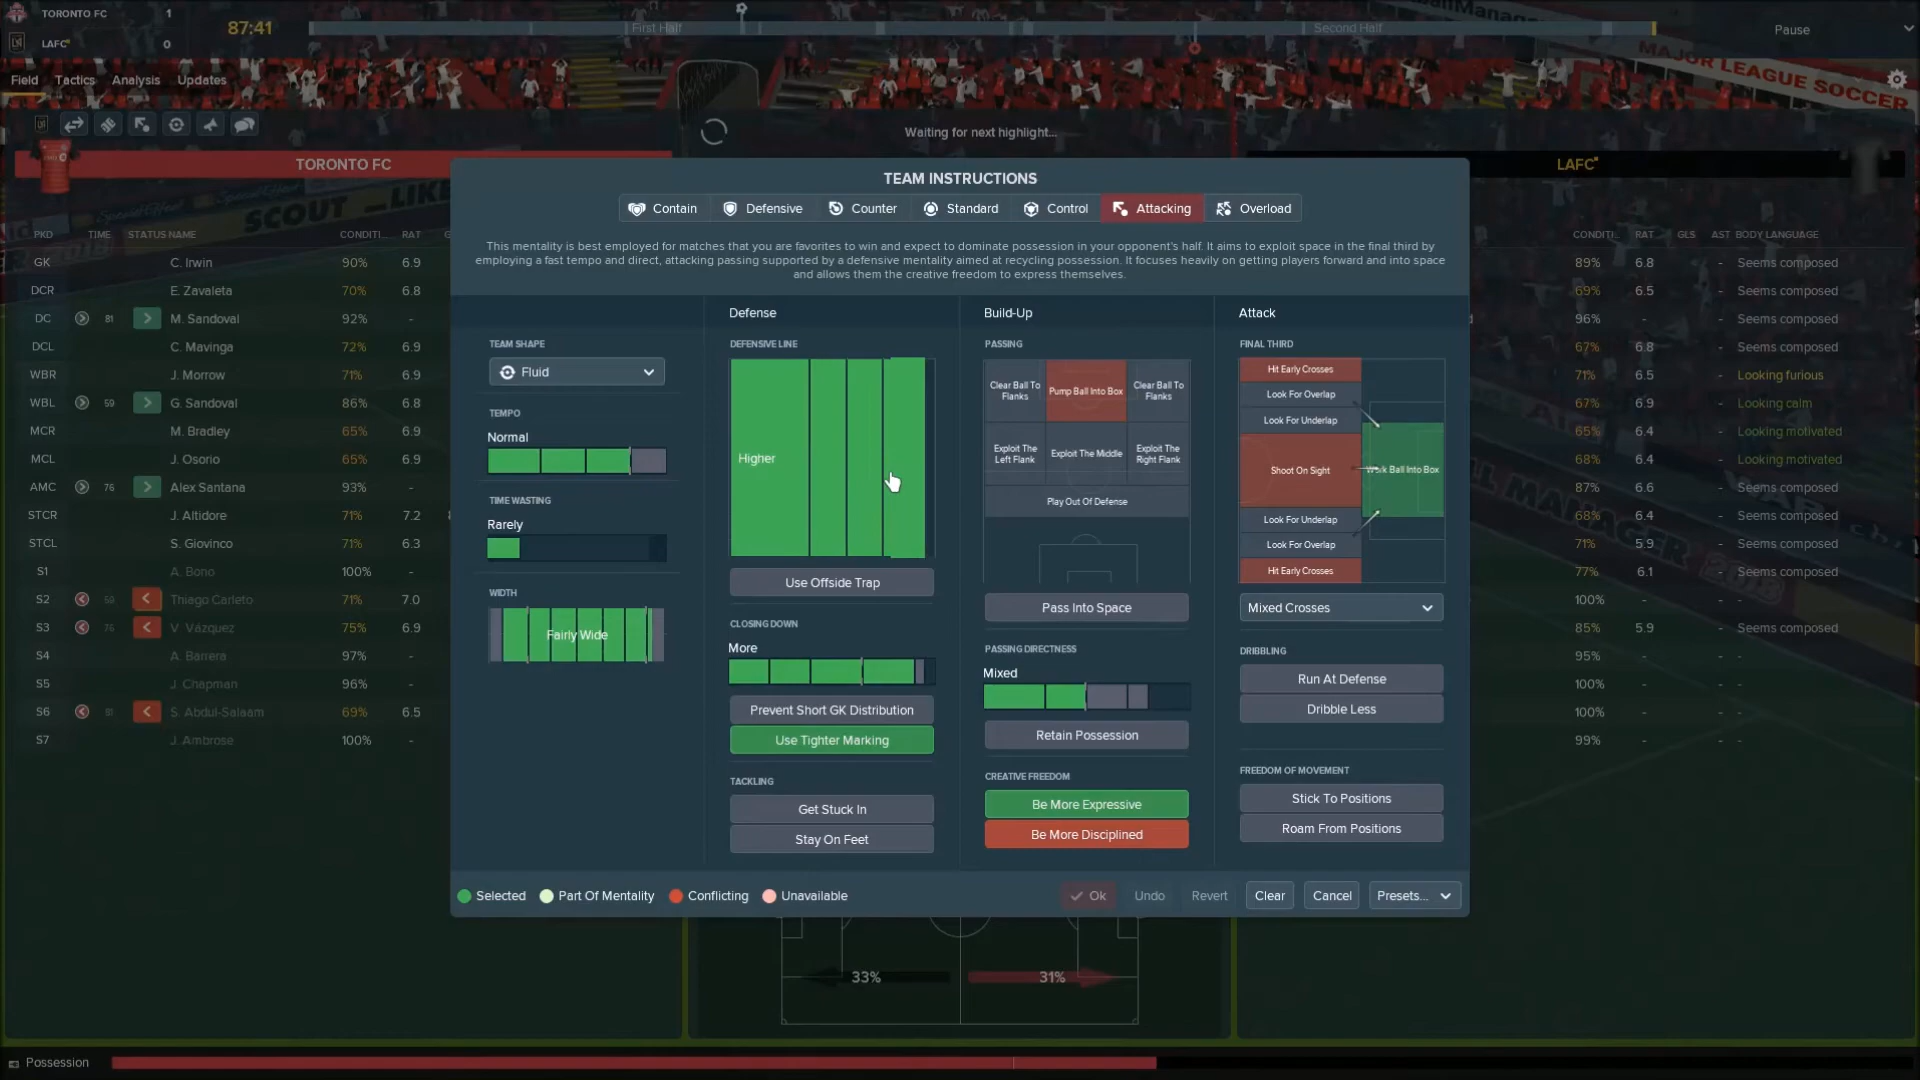 TORONTO FC 1
LAFC 0
87:41
First Half
Second Half
Pause
MAJOR LEAGUE SOCCER
Field Tactics Analysis Updates
Waiting for next highlight...
TORONTO FC
LAFC
SCOUT
PKD TIME STATUS NAME CONDITI... RAT
GK C. Irwin 90% 6.9
DCR E. Zavaleta 70% 6.8
DC 81 M. Sandoval 92% -
DCL C. Mavinga 72% 6.9
WBR J. Morrow 71% 6.9
WBL 59 G. Sandoval 86% 6.8
MCR M. Bradley 65% 6.9
MCL J. Osorio 65% 6.9
AMC 76 Alex Santana 93% -
STCR J. Altidore 71% 7.2
STCL S. Giovinco 71% 6.3
S1 A. Bono 100% -
S2 59 Thiago Carleto 71% 7.0
S3 76 V. Vázquez 75% 6.9
S4 A. Barrera 97% -
S5 J. Chapman 96% -
S6 81 S. Abdul-Salaam 69% 6.5
S7 J. Ambrose 100% -
TEAM INSTRUCTIONS
Contain Defensive Counter Standard Control Attacking Overload
This mentality is best employed for matches that you are favorites to win and expect to dominate possession in your opponent's half. It aims to exploit space in the final third by
employing a fast tempo and direct, attacking passing supported by a defensive mentality aimed at recycling possession. It focuses heavily on getting players forward and into space
and allows them the creative freedom to express themselves.
TEAM SHAPE
Fluid
TEMPO
Normal
TIME WASTING
Rarely
WIDTH
Fairly Wide
Defense
DEFENSIVE LINE
Higher
Use Offside Trap
CLOSING DOWN
More
Prevent Short GK Distribution
Use Tighter Marking
TACKLING
Get Stuck In
Stay On Feet
Build-Up
PASSING
Clear Ball To Flanks
Pump Ball Into Box
Clear Ball To Flanks
Exploit The Left Flank
Exploit The Middle
Exploit The Right Flank
Play Out Of Defense
Pass Into Space
PASSING DIRECTNESS
Mixed
Retain Possession
CREATIVE FREEDOM
Be More Expressive
Be More Disciplined
Attack
FINAL THIRD
Hit Early Crosses
Look For Overlap
Look For Underlap
Shoot On Sight
Work Ball Into Box
Look For Underlap
Look For Overlap
Hit Early Crosses
Mixed Crosses
DRIBBLING
Run At Defense
Dribble Less
FREEDOM OF MOVEMENT
Stick To Positions
Roam From Positions
Selected Part Of Mentality Conflicting Unavailable
Ok Undo Revert Clear Cancel Presets...
CONDITI... RAT GLS AST BODY LANGUAGE
89% 6.8 - Seems composed
69% 6.5 - Seems composed
96% - - Seems composed
67% 6.8 - Seems composed
71% 6.5 - Looking furious
67% 6.9 - Looking calm
65% 6.4 - Looking motivated
68% 6.4 - Looking motivated
87% 6.6 - Seems composed
68% 6.4 - Seems composed
71% 5.9 - Seems composed
77% 6.1 - Seems composed
100% - - -
85% 5.9 - Seems composed
95% - - -
100% - - -
100% - - -
99% - - -
33% 31%
Possession